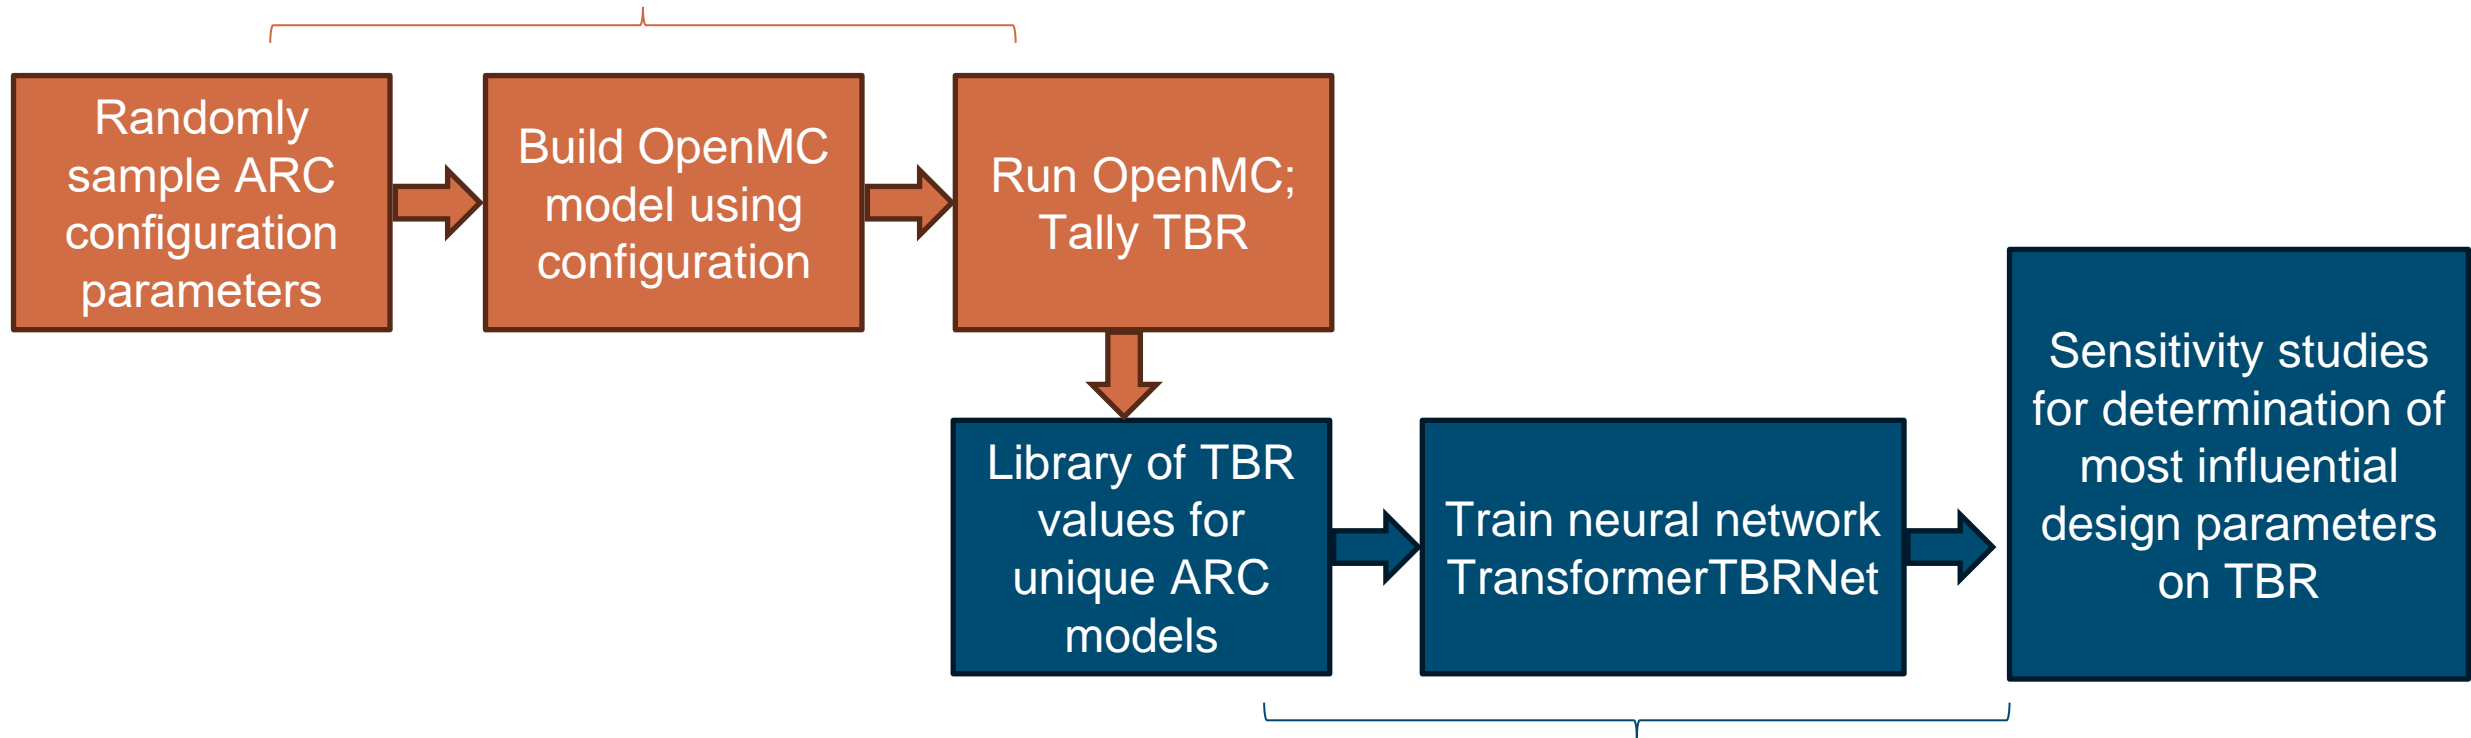 Randomly
sample ARC
configuration
parameters
Build OpenMC
model using
configuration
Run OpenMC;
Tally TBR
Library of TBR
values for
unique ARC
models
Train neural network
TransformerTBRNet
Sensitivity studies
for determination of
most influential
design parameters
on TBR